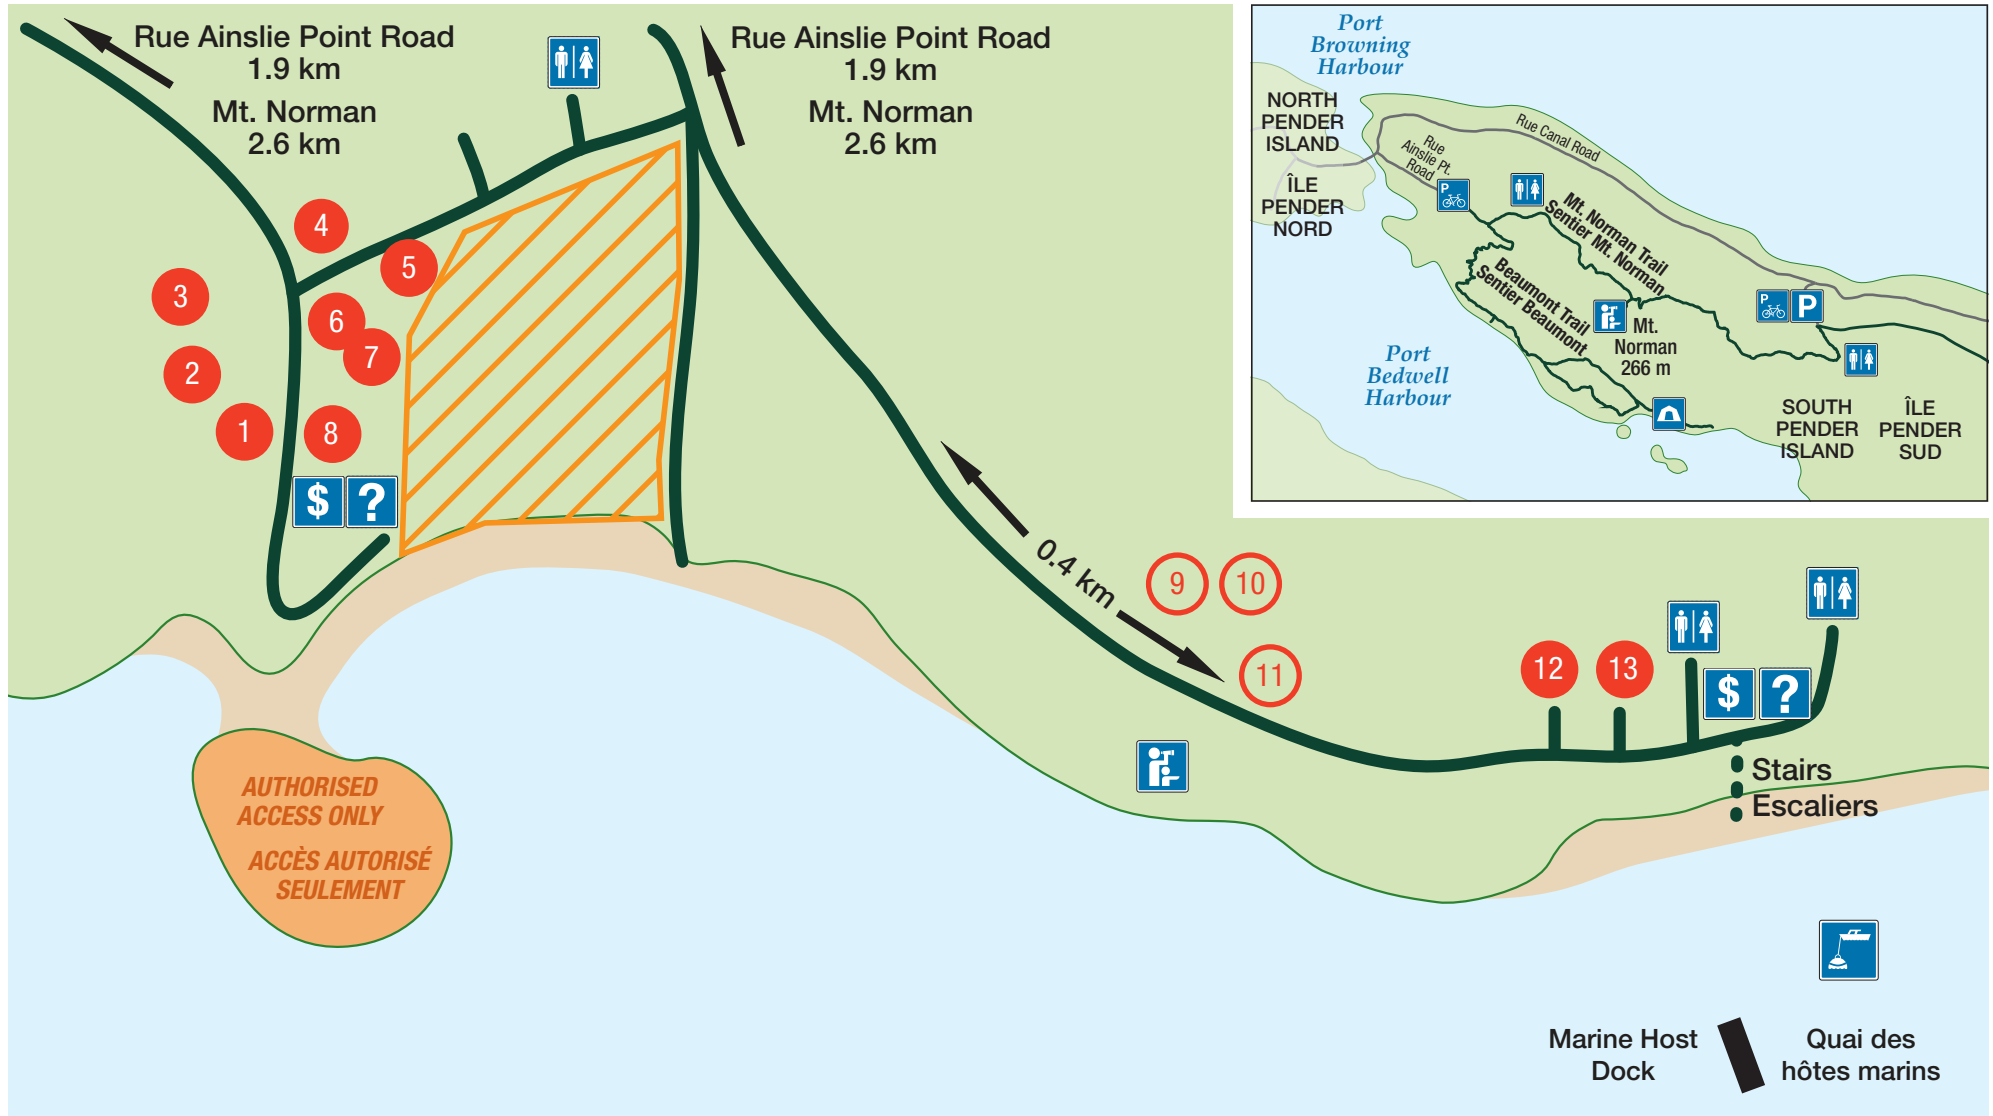 Rue Ainslie Point Road
1.9 km
Mt. Norman
2.6 km
Rue Ainslie Point Road
1.9 km
Mt. Norman
2.6 km
4
3
5
6
7
2
1
8
$ ?
AUTHORISED
ACCESS ONLY
ACCÈS AUTORISÉ
SEULEMENT
0.4 km
9
10
11
12
13
$ ?
Stairs
Escaliers
Marine Host
Dock
Quai des
hôtes marins
Port
Browning
Harbour
NORTH
PENDER
ISLAND
ÎLE
PENDER
NORD
Rue
Ainslie Pt.
Road
Rue Canal Road
P
Mt. Norman Trail
Sentier Mt. Norman
Beaumont Trail
Sentier Beaumont
Mt.
Norman
266 m
P P
Port
Bedwell
Harbour
SOUTH
PENDER
ISLAND
ÎLE
PENDER
SUD